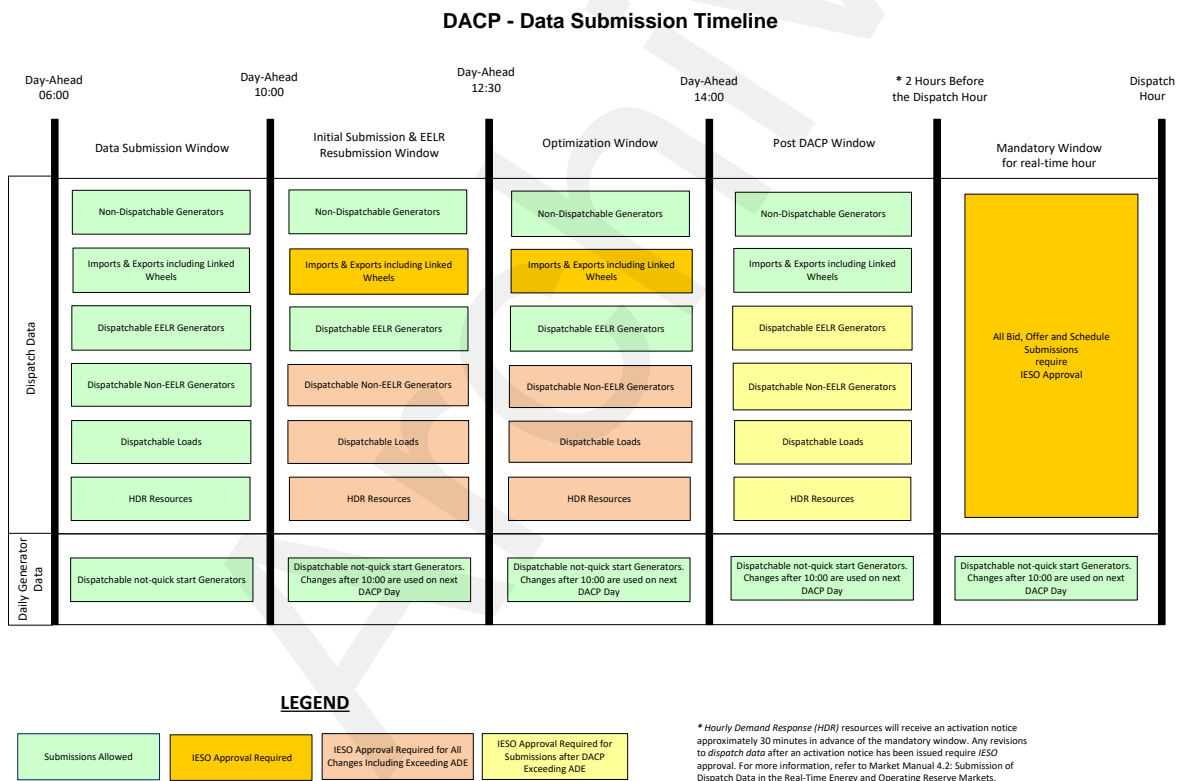 DACP - Data Submission Timeline
Day-Ahead
06:00
Day-Ahead
10:00
Day-Ahead
12:30
Day-Ahead
14:00
* 2 Hours Before
the Dispatch Hour
Dispatch
Hour
Data Submission Window
Initial Submission & EELR
Resubmission Window
Optimization Window
Post DACP Window
Mandatory Window
for real-time hour
Dispatch Data
Non-Dispatchable Generators
Non-Dispatchable Generators
Non-Dispatchable Generators
Non-Dispatchable Generators
Imports & Exports including Linked
Wheels
Imports & Exports including Linked
Wheels
Imports & Exports including Linked
Wheels
Imports & Exports including Linked
Wheels
Dispatchable EELR Generators
Dispatchable EELR Generators
Dispatchable EELR Generators
Dispatchable EELR Generators
All Bid, Offer and Schedule
Submissions
require
IESO Approval
Dispatchable Non-EELR Generators
Dispatchable Non-EELR Generators
Dispatchable Non-EELR Generators
Dispatchable Non-EELR Generators
Dispatchable Loads
Dispatchable Loads
Dispatchable Loads
Dispatchable Loads
HDR Resources
HDR Resources
HDR Resources
HDR Resources
Daily Generator
Data
Dispatchable not-quick start Generators
Dispatchable not-quick start Generators.
Changes after 10:00 are used on next
DACP Day
Dispatchable not-quick start Generators.
Changes after 10:00 are used on next
DACP Day
Dispatchable not-quick start Generators.
Changes after 10:00 are used on next
DACP Day
Dispatchable not-quick start Generators.
Changes after 10:00 are used on next
DACP Day
LEGEND
Submissions Allowed
IESO Approval Required
IESO Approval Required for All
Changes Including Exceeding ADE
IESO Approval Required for
Submissions after DACP
Exceeding ADE
* Hourly Demand Response (HDR) resources will receive an activation notice
approximately 30 minutes in advance of the mandatory window. Any revisions
to dispatch data after an activation notice has been issued require IESO
approval. For more information, refer to Market Manual 4.2: Submission of
Dispatch Data in the Real-Time Energy and Operating Reserve Markets.